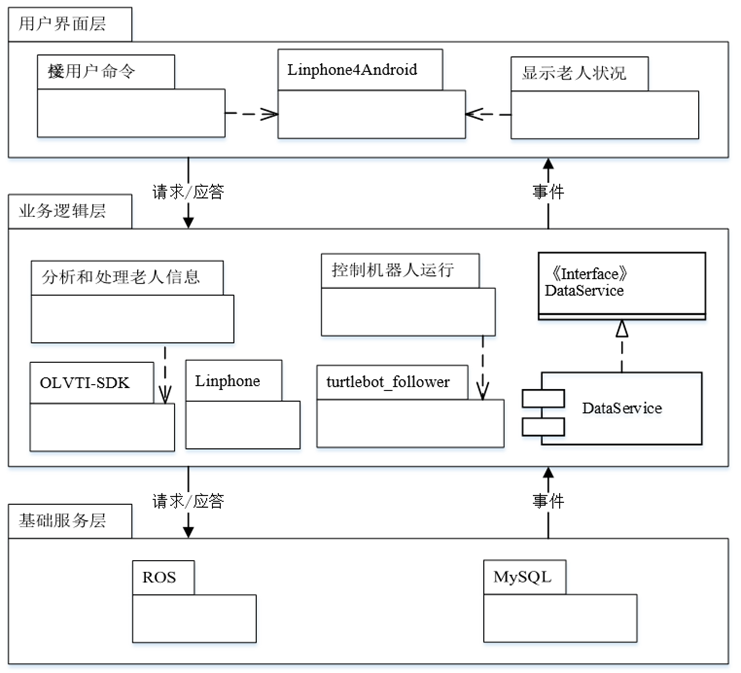 用户界面层
接受用户命令
Linphone4Android
显示老人状况
请求/应答
事件
业务逻辑层
分析和处理老人信息
控制机器人运行
《Interface》
DataService
OLVTI-SDK
Linphone
turtlebot_follower
DataService
请求/应答
事件
基础服务层
ROS
MySQL